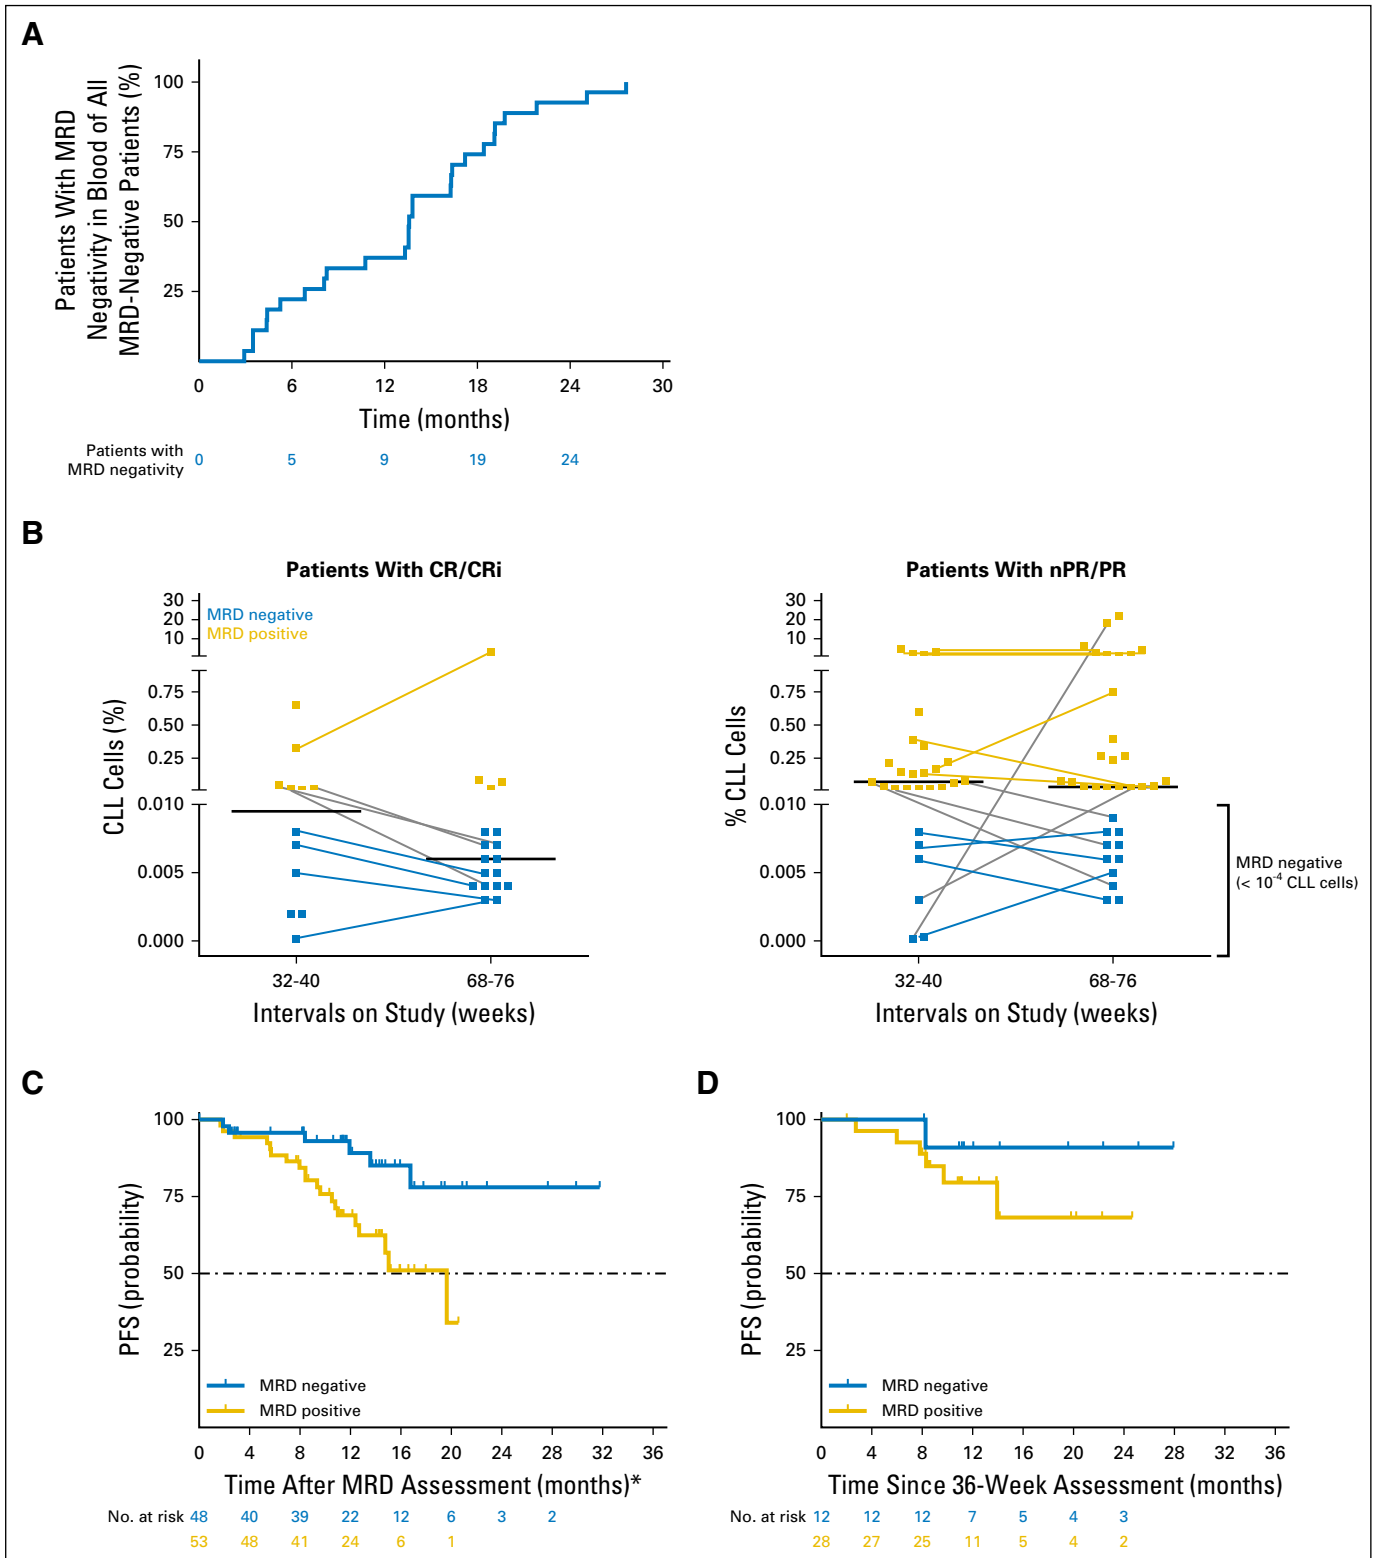 A
Patients With MRD
Negativity in Blood of All
MRD-Negative Patients (%)
100
75
50
25
0 6 12 18 24 30
Time (months)
Patients with
MRD negativity
0 5 9 19 24
B
Patients With CR/CRi
MRD negative
MRD positive
CLL Cells (%)
30
20
10
0.75
0.50
0.25
0.010
0.005
0.000
32-40 68-76
Intervals on Study (weeks)
Patients With nPR/PR
% CLL Cells
30
20
10
0.75
0.50
0.25
0.010
0.005
0.000
MRD negative
(< 10-4 CLL cells)
32-40 68-76
Intervals on Study (weeks)
C
PFS (probability)
100
75
50
25
MRD negative
MRD positive
0 4 8 12 16 20 24 28 32 36
Time After MRD Assessment (months)*
No. at risk 48 40 39 22 12 6 3 2
53 48 41 24 6 1
D
PFS (probability)
100
75
50
25
MRD negative
MRD positive
0 4 8 12 16 20 24 28 32 36
Time Since 36-Week Assessment (months)
No. at risk 12 12 12 7 5 4 3
28 27 25 11 5 4 2